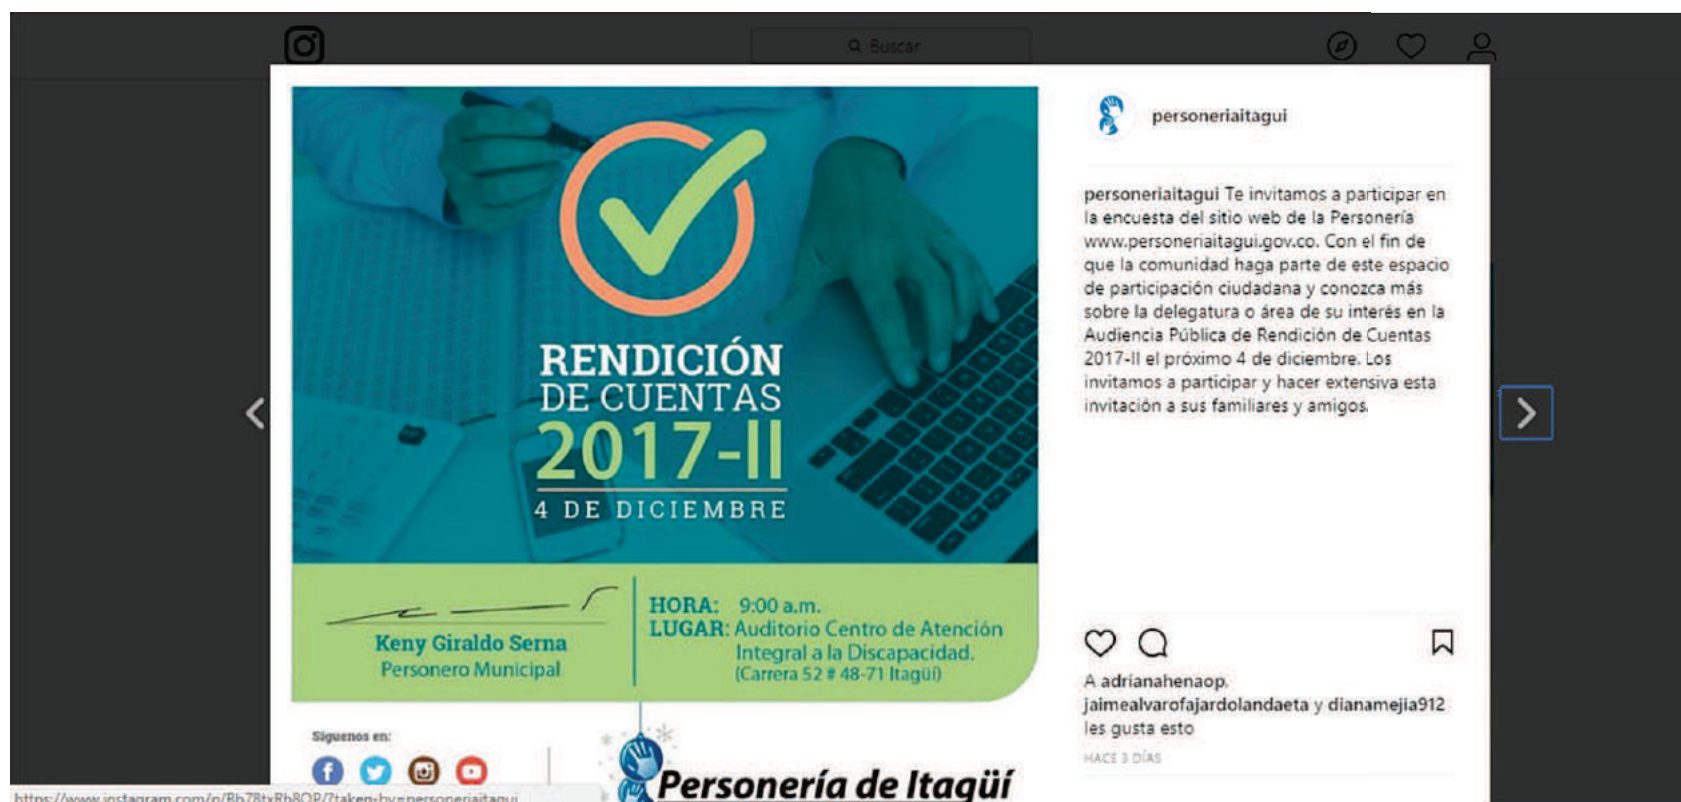 Buscar
RENDICIÓN
DE CUENTAS
2017-II
4 DE DICIEMBRE
Keny Giraldo Serna
Personero Municipal
HORA: 9:00 a.m.
LUGAR: Auditorio Centro de Atención
Integral a la Discapacidad.
(Carrera 52 # 48-71 Itagüí)
Síguenos en:
Personería de Itagüí
personeriaitagui
personeriaitagui Te invitamos a participar en
la encuesta del sitio web de la Personería
www.personeriaitagui.gov.co. Con el fin de
que la comunidad haga parte de este espacio
de participación ciudadana y conozca más
sobre la delegatura o área de su interés en la
Audiencia Pública de Rendición de Cuentas
2017-II el próximo 4 de diciembre. Los
invitamos a participar y hacer extensiva esta
invitación a sus familiares y amigos.
A adrianahenaop,
jaimealvarofajardolandaeta y dianamejia912
les gusta esto
HACE 3 DÍAS